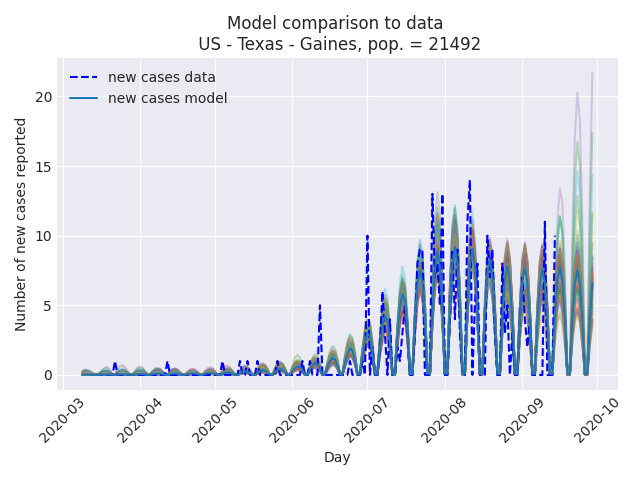 Model comparison to data
US - Texas - Gaines, pop. = 21492
new cases data
new cases model
Number of new cases reported
20
15
10
5
0
2020-03
2020-04
2020-05
2020-06
2020-07
2020-08
2020-09
2020-10
Day